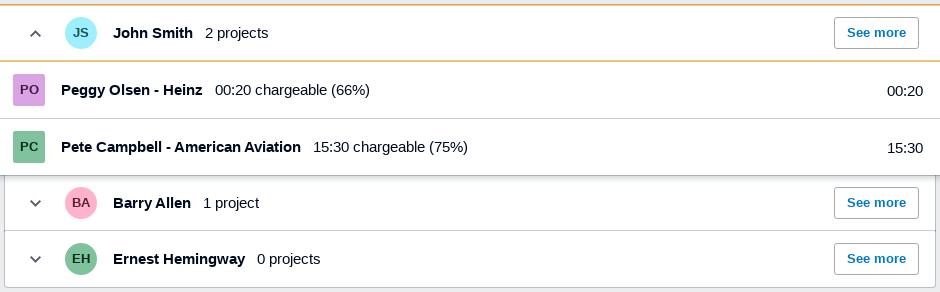 JS John Smith 2 projects See more
PO Peggy Olsen - Heinz 00:20 chargeable (66%) 00:20
PC Pete Campbell - American Aviation 15:30 chargeable (75%) 15:30
BA Barry Allen 1 project See more
EH Ernest Hemingway 0 projects See more